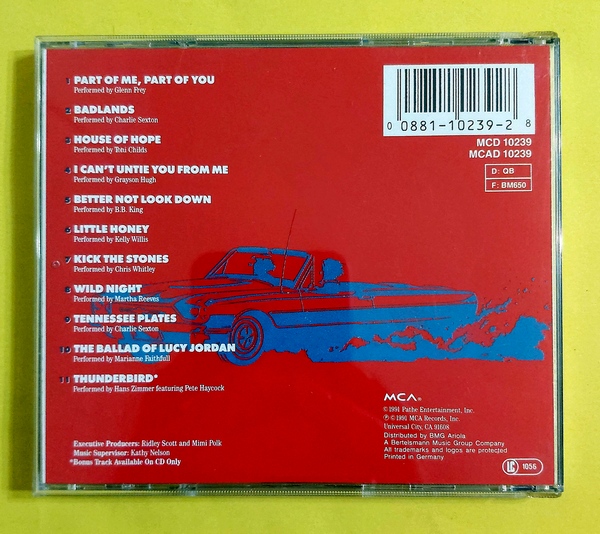 1 PART OF ME, PART OF YOU
Performed by Glenn Frey
2 BADLANDS
Performed by Charlie Sexton
3 HOUSE OF HOPE
Performed by Toni Childs
4 I CAN'T UNTIE YOU FROM ME
Performed by Grayson Hugh
5 BETTER NOT LOOK DOWN
Performed by B.B. King
6 LITTLE HONEY
Performed by Kelly Willis
7 KICK THE STONES
Performed by Chris Whitley
8 WILD NIGHT
Performed by Martha Reeves
9 TENNESSEE PLATES
Performed by Charlie Sexton
10 THE BALLAD OF LUCY JORDAN
Performed by Marianne Faithfull
11 THUNDERBIRD*
Performed by Hans Zimmer featuring Pete Haycock
Executive Producers: Ridley Scott and Mimi Polk
Music Supervisor: Kathy Nelson
*Bonus Track Available On CD Only
0 0881-10239-2 8
MCD 10239
MCAD 10239
D: QB
F: BM650
MCA®
© 1991 Pathe Entertainment, Inc.
℗ © 1991 MCA Records, Inc.
Universal City, CA 91608
Distributed by BMG Ariola
A Bertelsmann Music Group Company
All trademarks and logos are protected
Printed in Germany
LC 1056